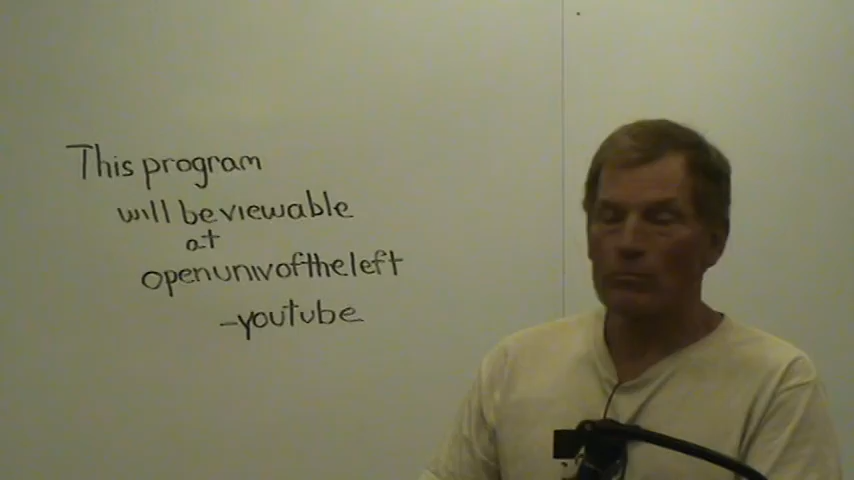 This program
will be viewable
at
openunivoftheleft
-youtube